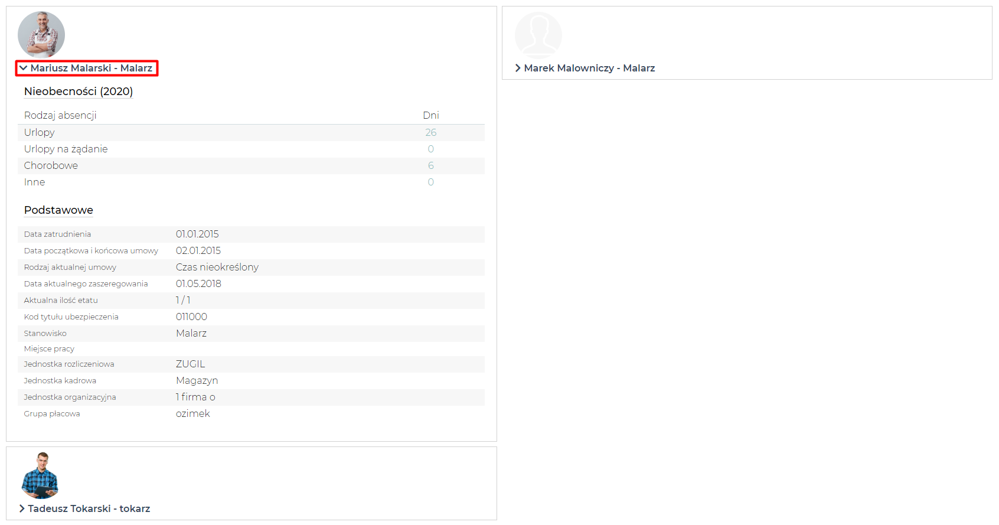 Mariusz Malarski - Malarz
Nieobecności (2020)
Rodzaj absencji Dni
Urlopy 26
Urlopy na żądanie 0
Chorobowe 6
Inne 0
Podstawowe
Data zatrudnienia 01.01.2015
Data początkowa i końcowa umowy 02.01.2015
Rodzaj aktualnej umowy Czas nieokreślony
Data aktualnego zaszeregowania 01.05.2018
Aktualna ilość etatu 1 / 1
Kod tytułu ubezpieczenia 011000
Stanowisko Malarz
Miejsce pracy
Jednostka rozliczeniowa ZUGIL
Jednostka kadrowa Magazyn
Jednostka organizacyjna 1 firma o
Grupa płacowa ozimek
Marek Malowniczy - Malarz
Tadeusz Tokarski - tokarz